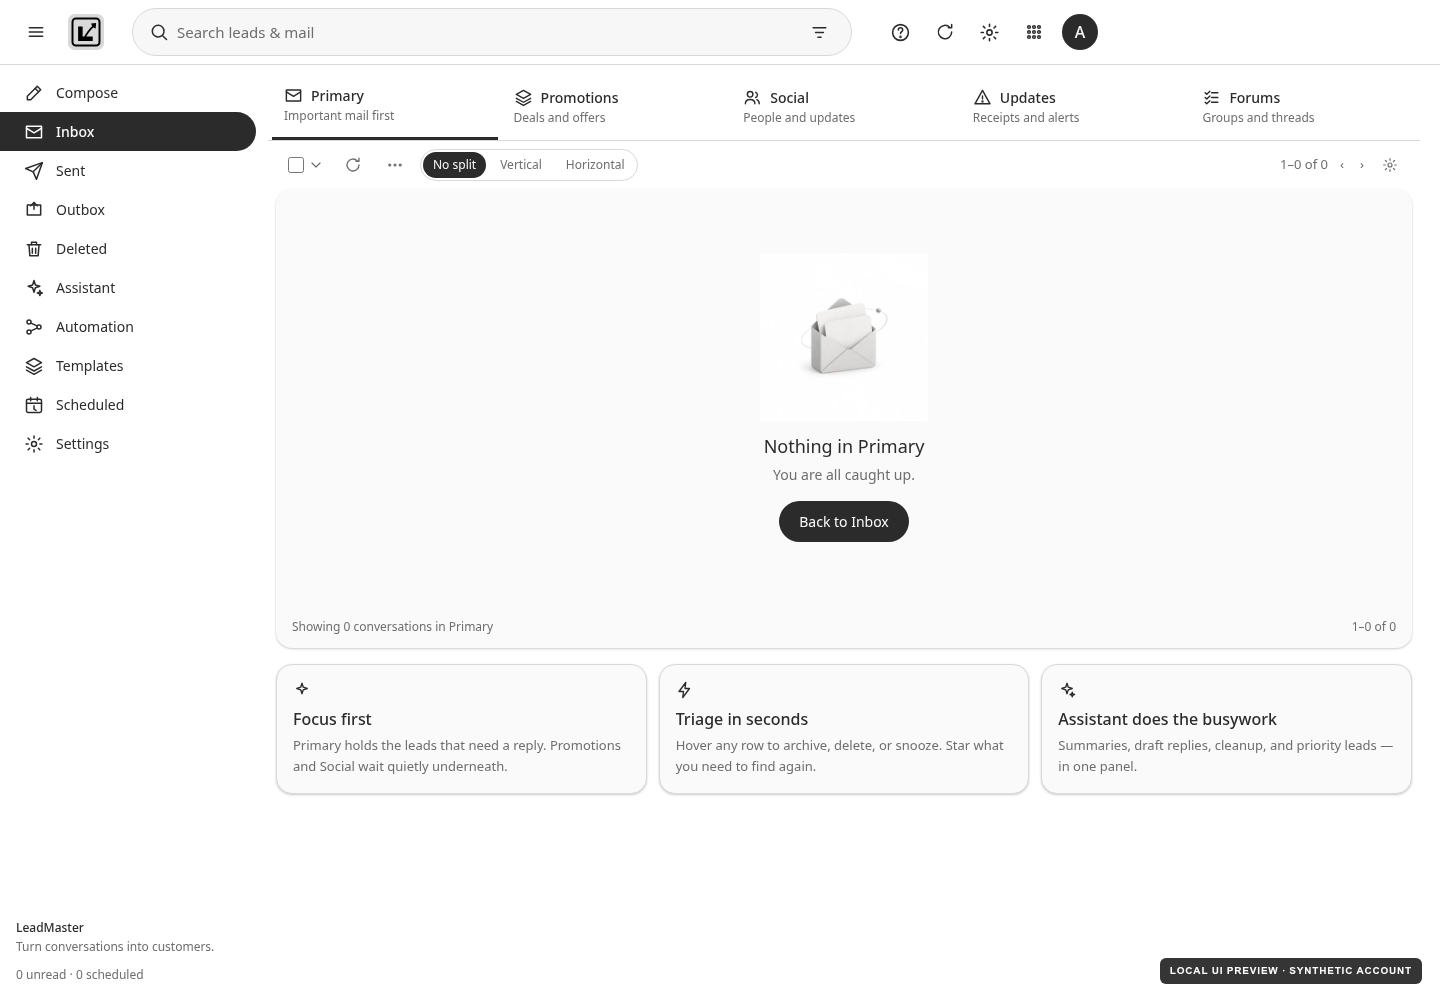 Search leads & mail
A
Compose
Inbox
Sent
Outbox
Deleted
Assistant
Automation
Templates
Scheduled
Settings
Primary
Important mail first
Promotions
Deals and offers
Social
People and updates
Updates
Receipts and alerts
Forums
Groups and threads
No split
Vertical
Horizontal
1–0 of 0
Nothing in Primary
You are all caught up.
Back to Inbox
Showing 0 conversations in Primary
1–0 of 0
Focus first
Primary holds the leads that need a reply. Promotions
and Social wait quietly underneath.
Triage in seconds
Hover any row to archive, delete, or snooze. Star what
you need to find again.
Assistant does the busywork
Summaries, draft replies, cleanup, and priority leads —
in one panel.
LeadMaster
Turn conversations into customers.
0 unread · 0 scheduled
LOCAL UI PREVIEW · SYNTHETIC ACCOUNT